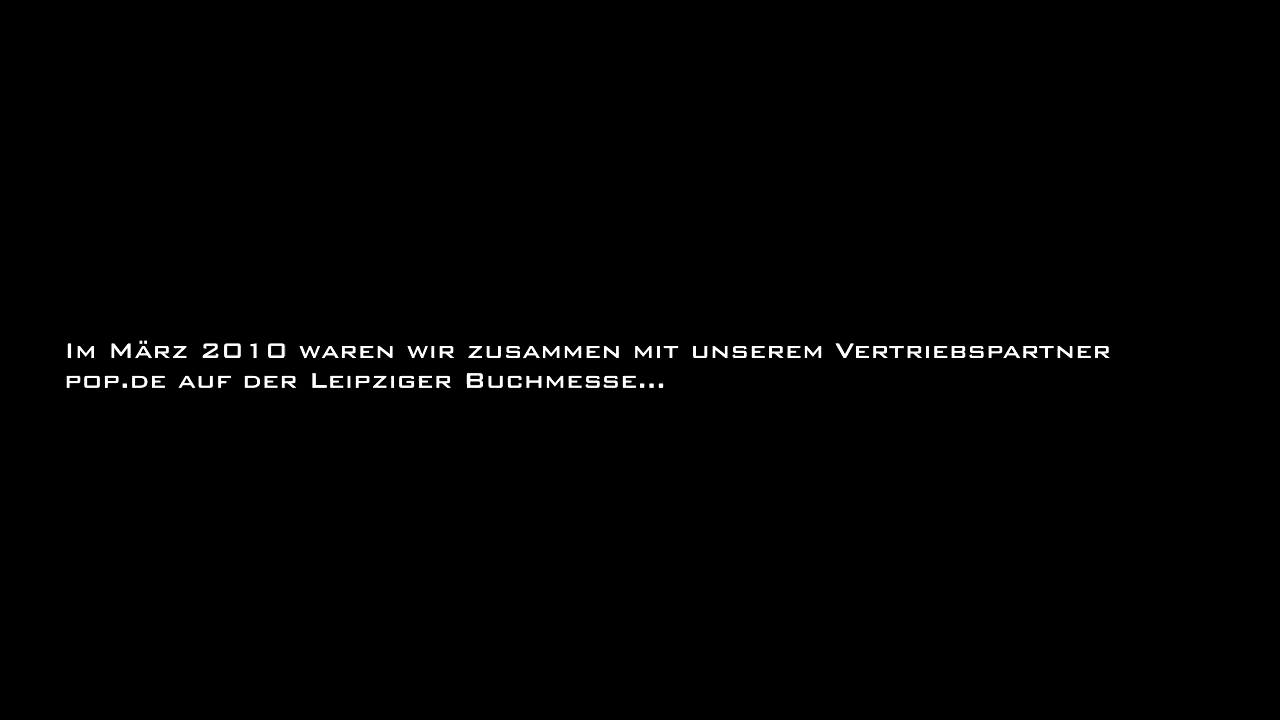 Im März 2010 waren wir zusammen mit unserem Vertriebspartner
pop.de auf der Leipziger Buchmesse...